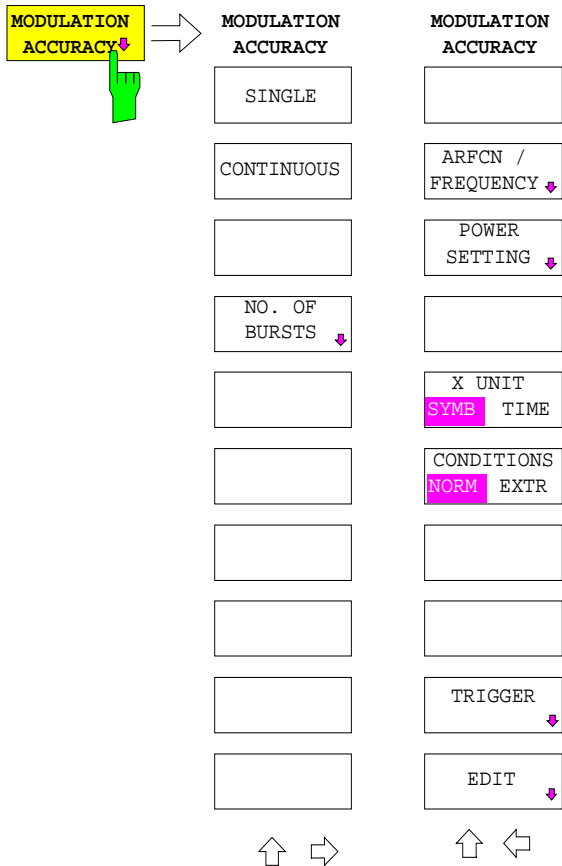 MODULATION
ACCURACY
MODULATION
ACCURACY
SINGLE
CONTINUOUS
NO. OF
BURSTS
MODULATION
ACCURACY
ARFCN /
FREQUENCY
POWER
SETTING
X UNIT
SYMB TIME
CONDITIONS
NORM EXTR
TRIGGER
EDIT